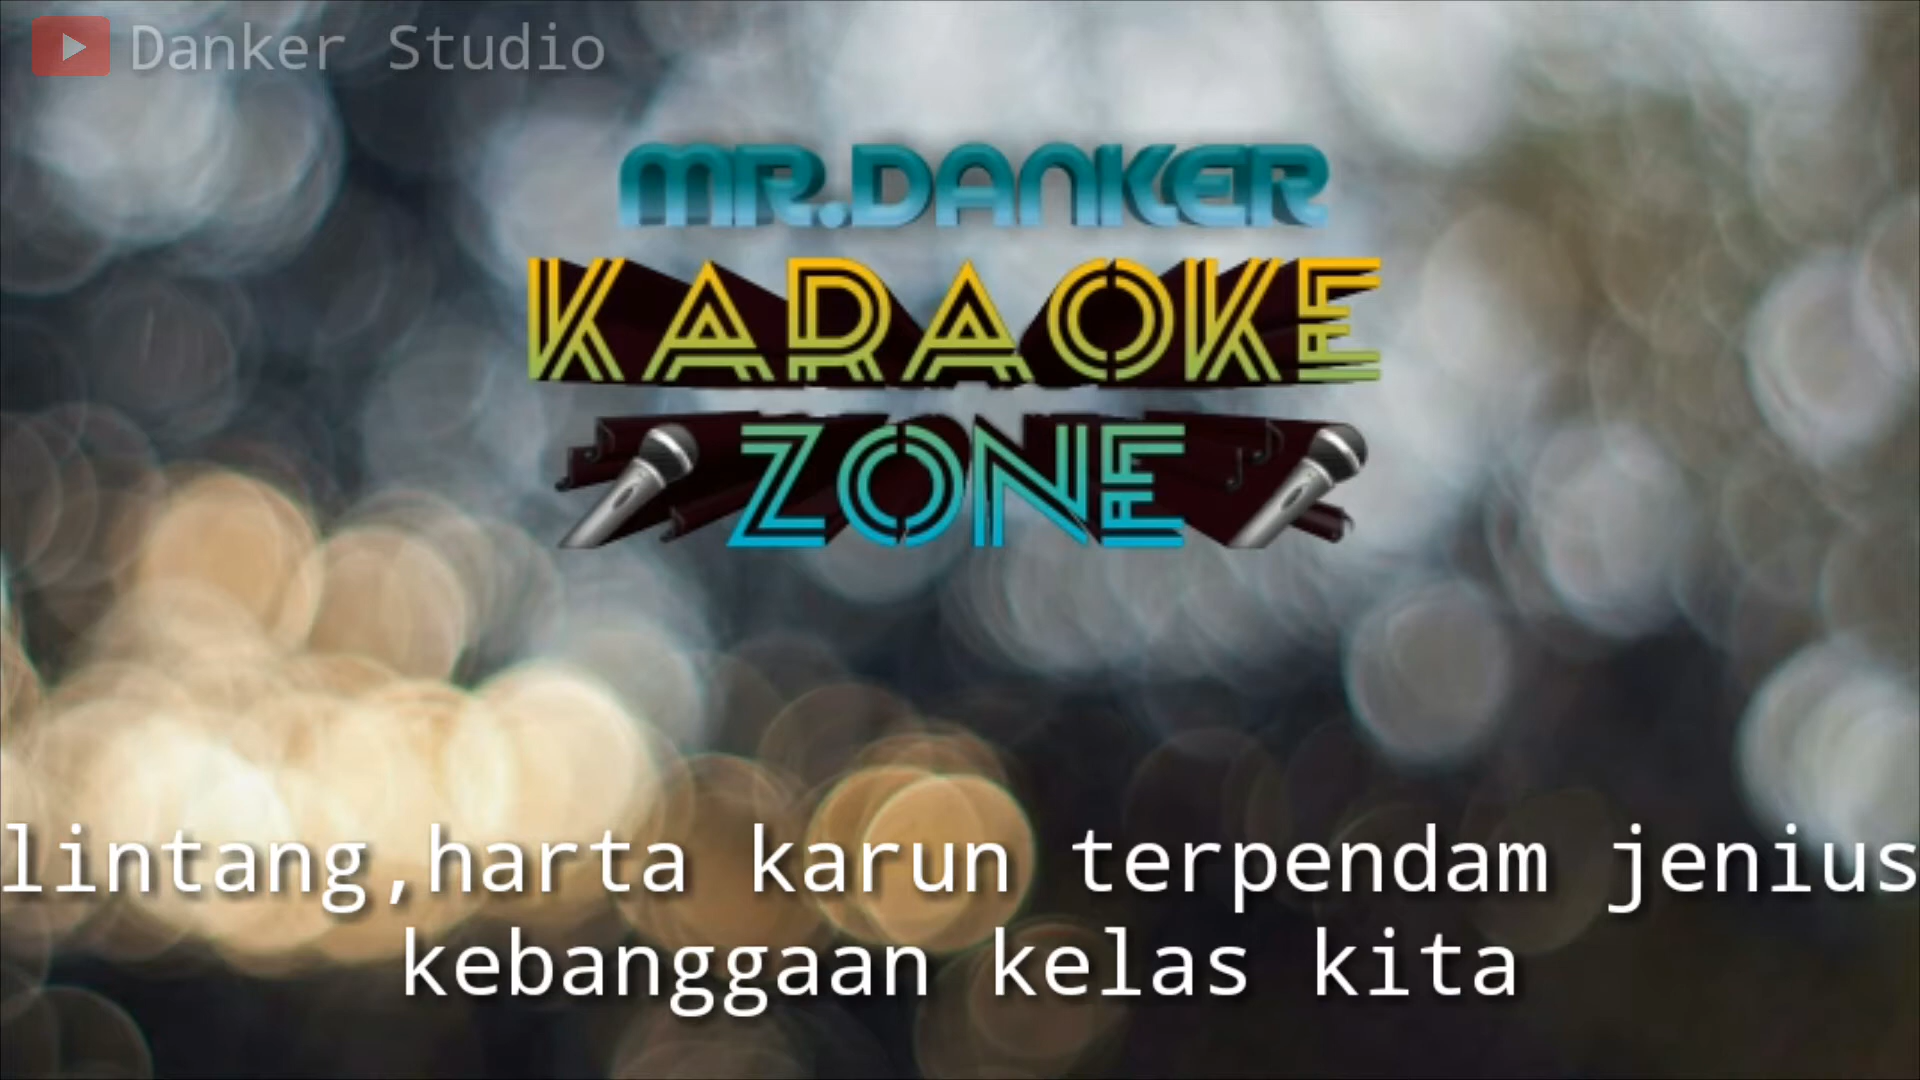 Danker Studio
MR.DANKER
KARAOKE
ZONE
lintang,harta karun terpendam jenius
kebanggaan kelas kita